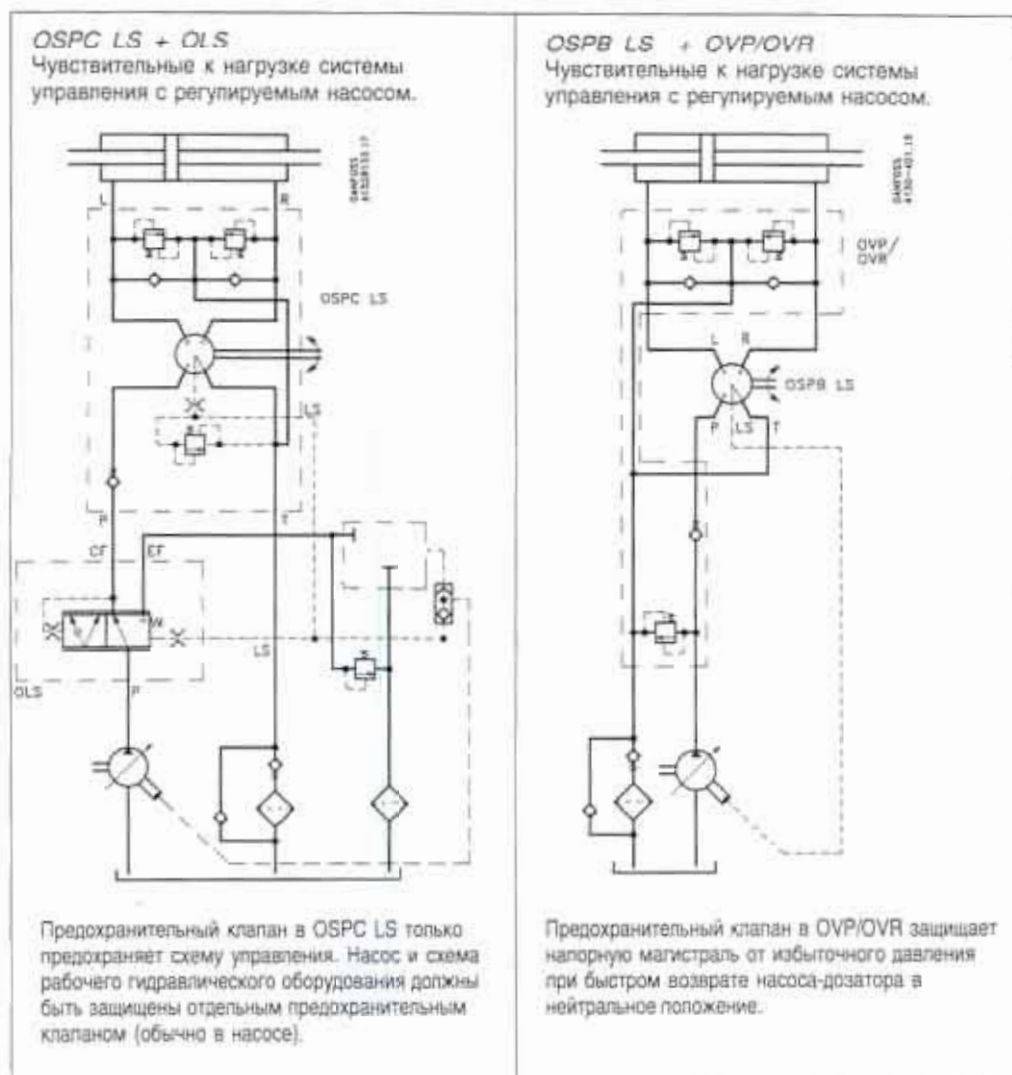 OSPC LS + OLS
Чувствительные к нагрузке системы
управления с регулируемым насосом.
DANFOSS
L
R
OSPC LS
LS
P
T
CF
EF
LS
OLS
P
Предохранительный клапан в OSPC LS только
предохраняет схему управления. Насос и схема
рабочего гидравлического оборудования должны
быть защищены отдельным предохранительным
клапаном (обычно в насосе).
OSPB LS + OVP/OVR
Чувствительные к нагрузке системы
управления с регулируемым насосом.
DANFOSS
OVP/
OVR
L R
OSPB LS
P LS T
Предохранительный клапан в OVP/OVR защищает
напорную магистраль от избыточного давления
при быстром возврате насоса-дозатора в
нейтральное положение.